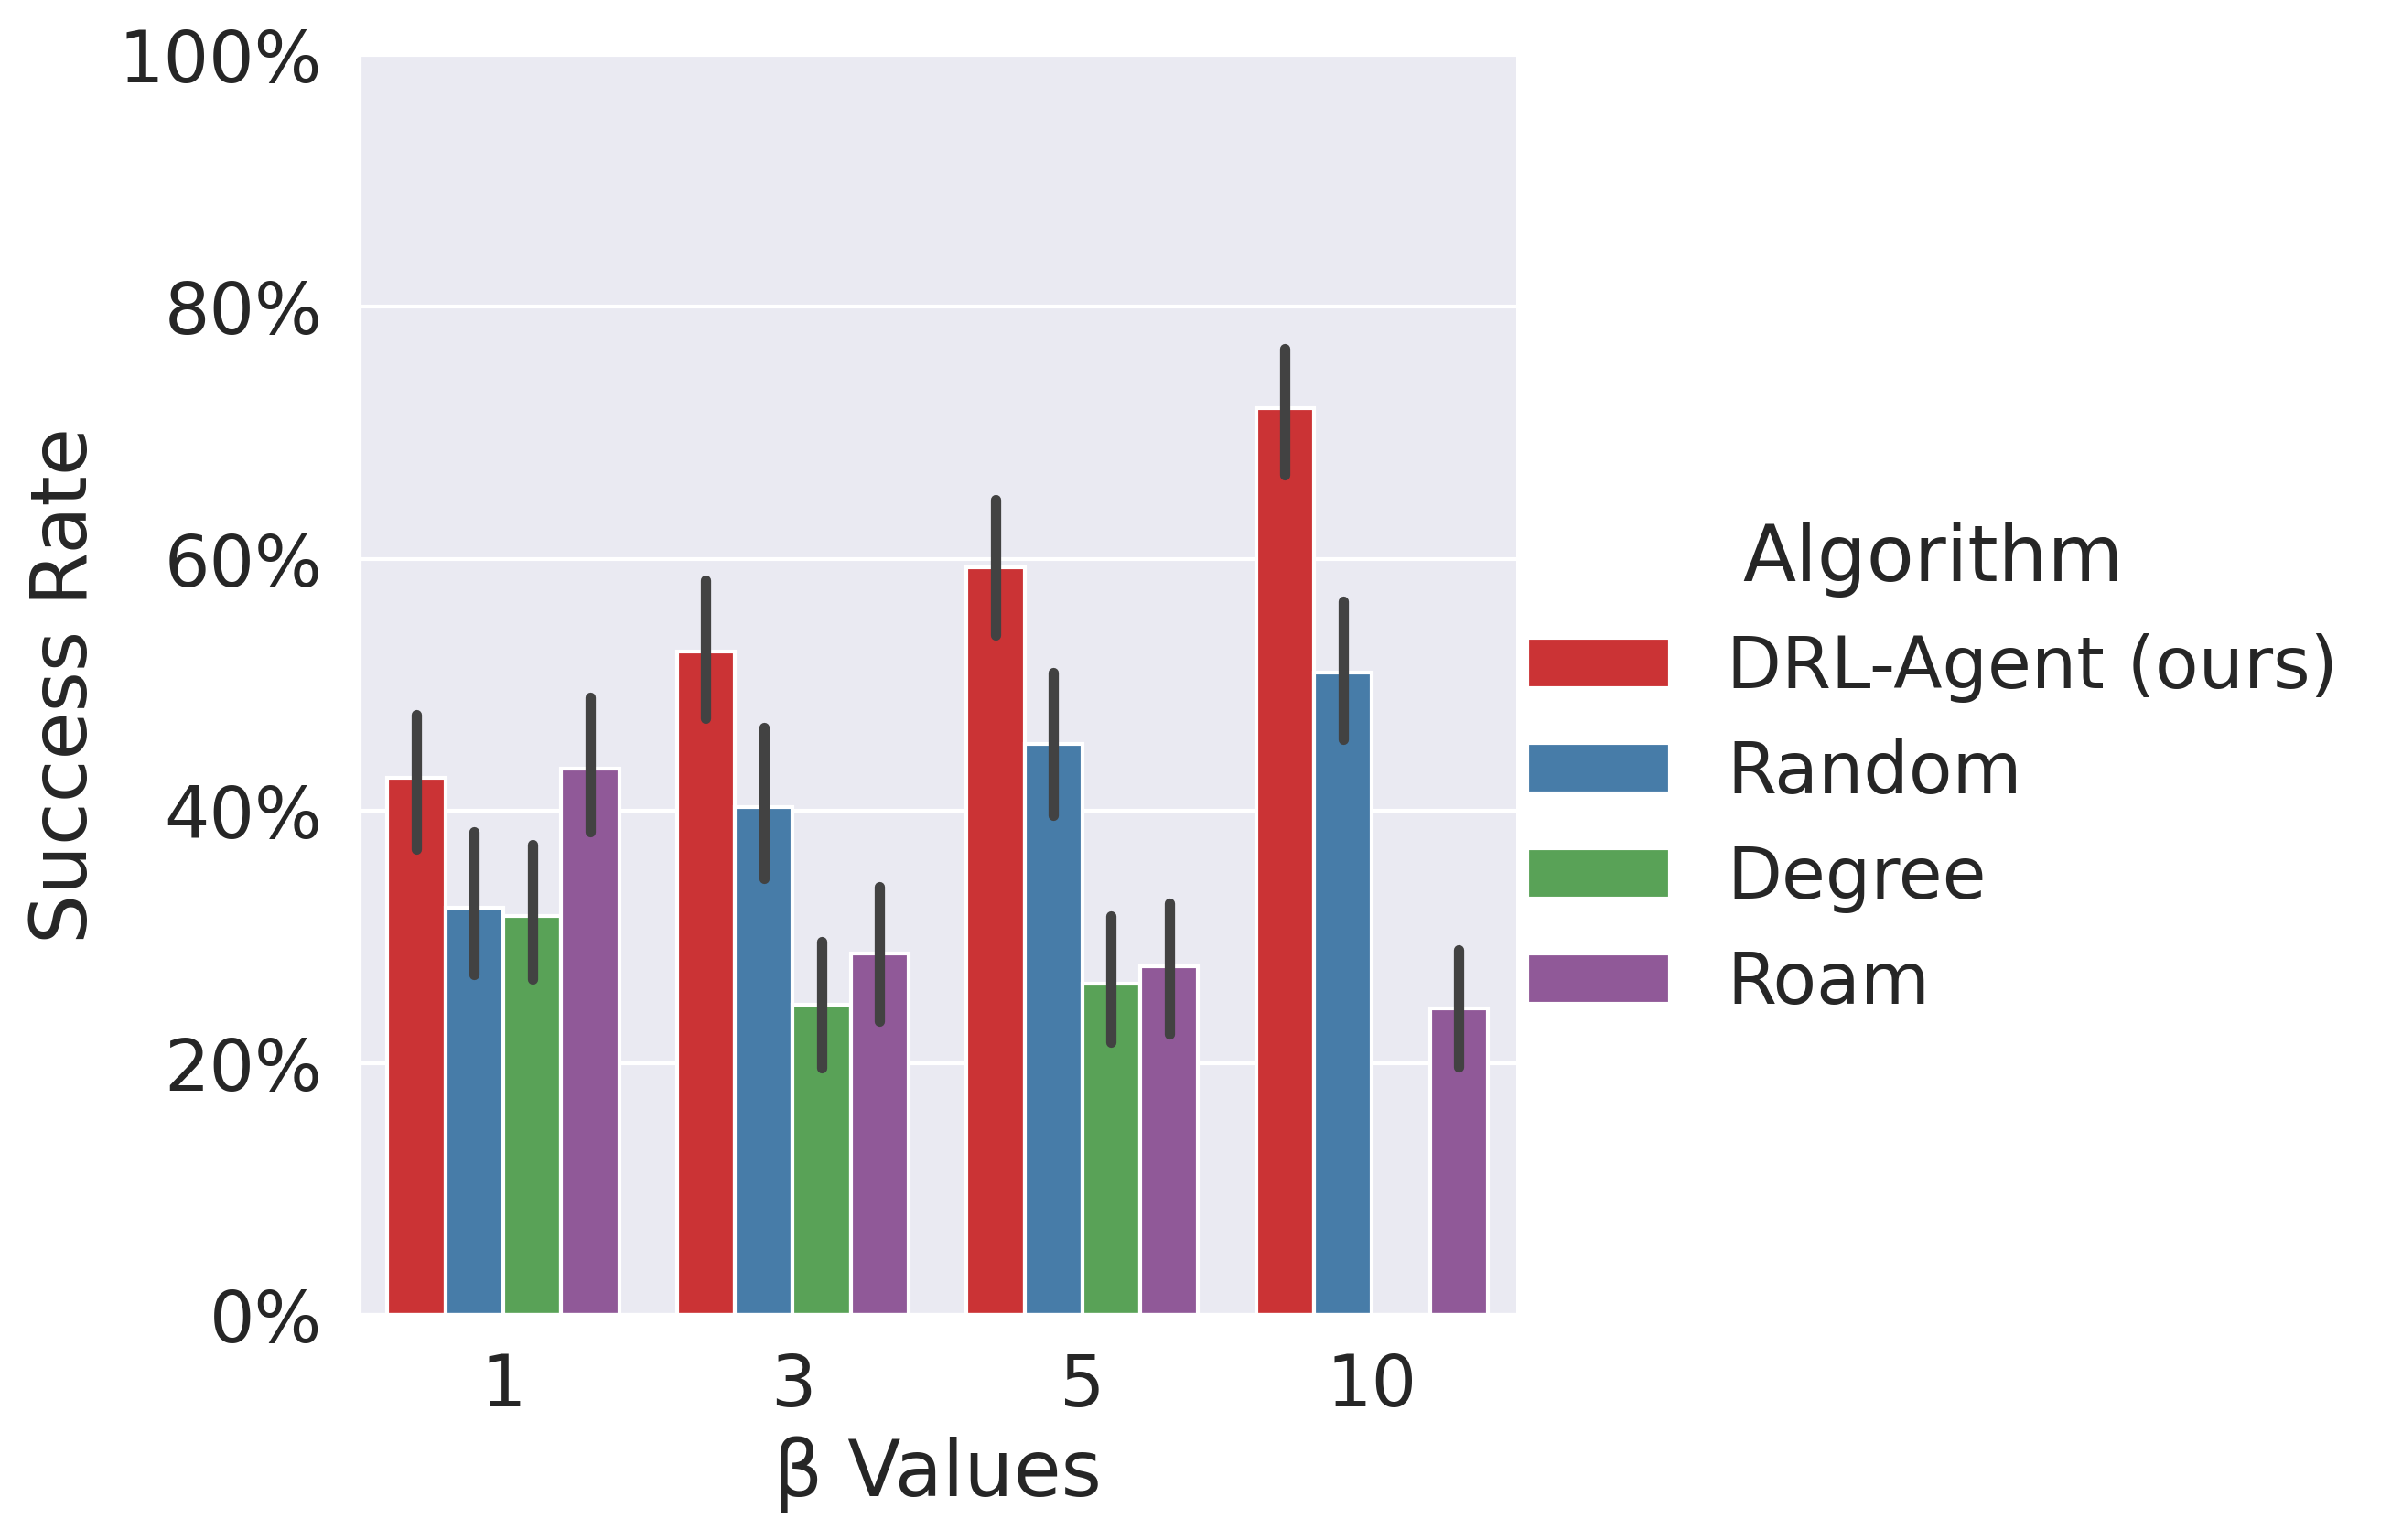 100%
80%
60%
40%
20%
0%
Success Rate
1 3 5 10
β Values
Algorithm
DRL-Agent (ours)
Random
Degree
Roam